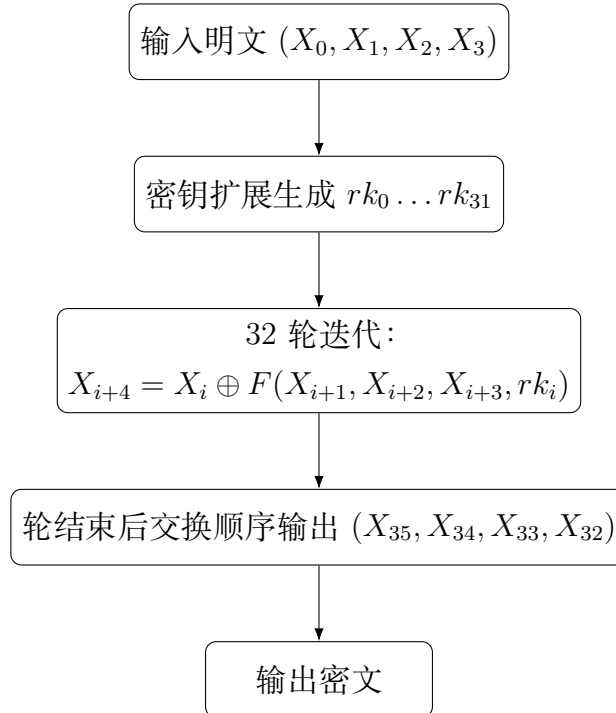 输入明文 (X₀, X₁, X₂, X₃)
密钥扩展生成 rk₀ … rk₃₁
32 轮迭代：
Xᵢ₊₄ = Xᵢ ⊕ F(Xᵢ₊₁, Xᵢ₊₂, Xᵢ₊₃, rkᵢ)
轮结束后交换顺序输出 (X₃₅, X₃₄, X₃₃, X₃₂)
输出密文